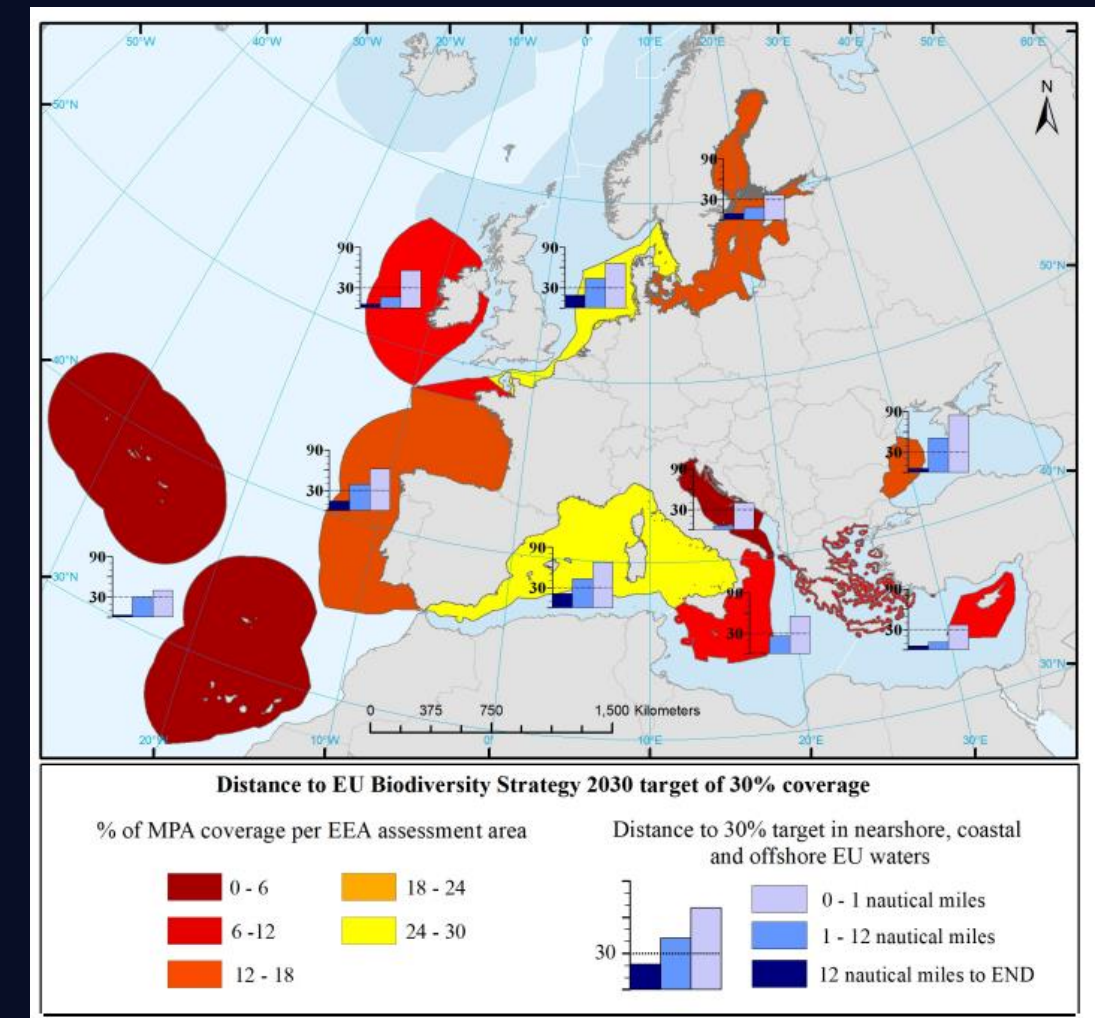 50°W 40°W 30°W 20°W 10°W 0° 10°E 20°E 30°E 40°E 50°E 60°E
N
50°N
90
30
50°N
90
30
90
30
40°N
90
30
40°N
90
30
90
30
90
30
90
30
30°N
90
30
90
30
30°N
0 375 750 1,500 Kilometers
20°W 10°W 0° 10°E 20°E 30°E
Distance to EU Biodiversity Strategy 2030 target of 30% coverage
% of MPA coverage per EEA assessment area
0 - 6
18 - 24
6 -12
24 - 30
12 - 18
Distance to 30% target in nearshore, coastal
and offshore EU waters
30
0 - 1 nautical miles
1 - 12 nautical miles
12 nautical miles to END